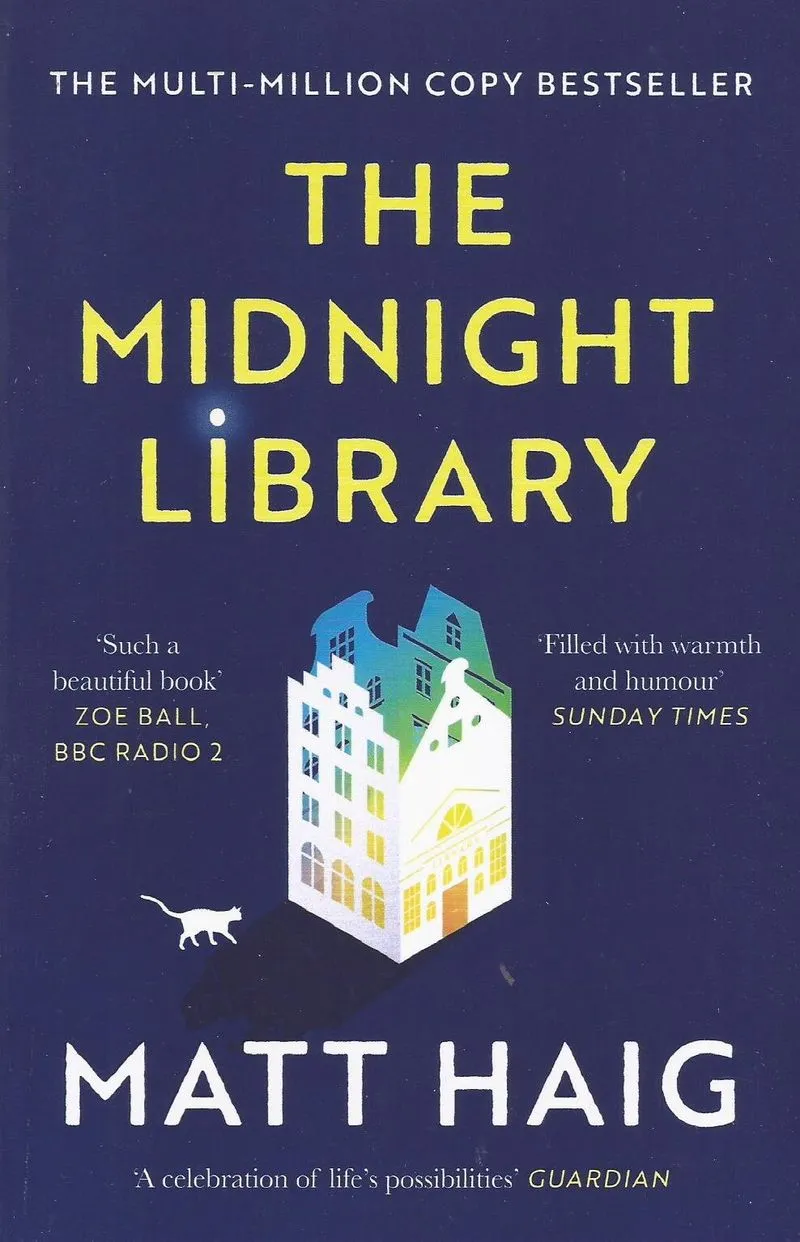 THE MULTI-MILLION COPY BESTSELLER
THE
MIDNIGHT
LiBRARY
‘Such a
beautiful book’
ZOE BALL,
BBC RADIO 2
‘Filled with warmth
and humour’
SUNDAY TIMES
LIBRARY
MATT HAIG
‘A celebration of life’s possibilities’ GUARDIAN